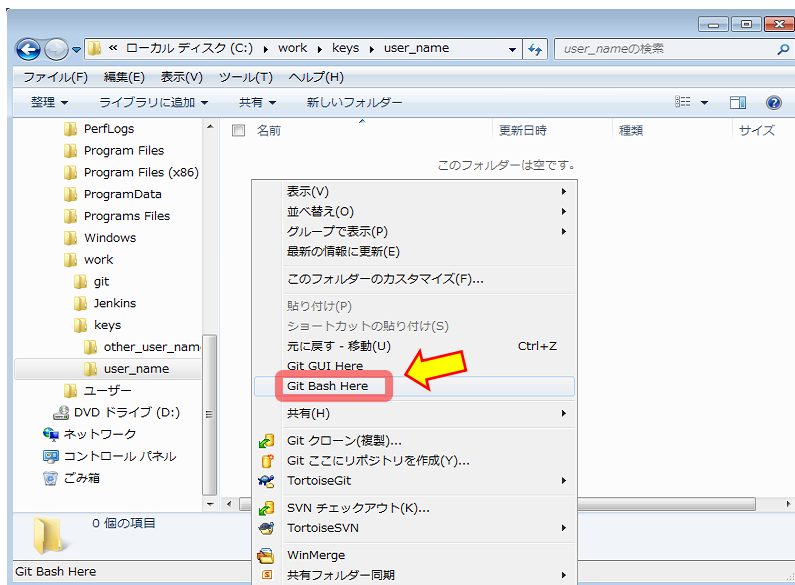 « ローカル ディスク (C:) ▸ work ▸ keys ▸ user_name
user_nameの検索
ファイル(F) 編集(E) 表示(V) ツール(T) ヘルプ(H)
整理 ライブラリに追加 共有 新しいフォルダー
名前 更新日時 種類 サイズ
このフォルダーは空です。
PerfLogs
Program Files
Program Files (x86)
ProgramData
Programs Files
Windows
work
git
Jenkins
keys
other_user_nam
user_name
ユーザー
DVD ドライブ (D:)
ネットワーク
コントロール パネル
ごみ箱
表示(V)
並べ替え(O)
グループで表示(P)
最新の情報に更新(E)
このフォルダーのカスタマイズ(F)...
貼り付け(P)
ショートカットの貼り付け(S)
元に戻す - 移動(U) Ctrl+Z
Git GUI Here
Git Bash Here
共有(H)
Git クローン(複製)...
Git ここにリポジトリを作成(Y)...
TortoiseGit
SVN チェックアウト(K)...
TortoiseSVN
WinMerge
共有フォルダー同期
0 個の項目
Git Bash Here